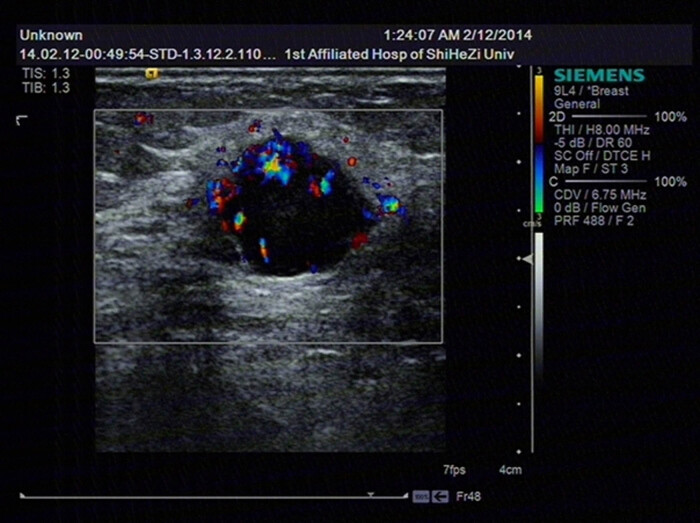 Unknown 1:24:07 AM 2/12/2014
14.02.12-00:49:54-STD-1.3.12.2.110... 1st Affiliated Hosp of ShiHeZi Univ
TIS: 1.3
TIB: 1.3
SIEMENS
9L4 / *Breast
General
2D 100%
THI / H8.00 MHz
-5 dB / DR 60
SC Off / DTCE H
Map F / ST 3
C 100%
CDV / 6.75 MHz
0 dB / Flow Gen
PRF 488 / F 2
3
3
cm/s
7fps 4cm
Fr48